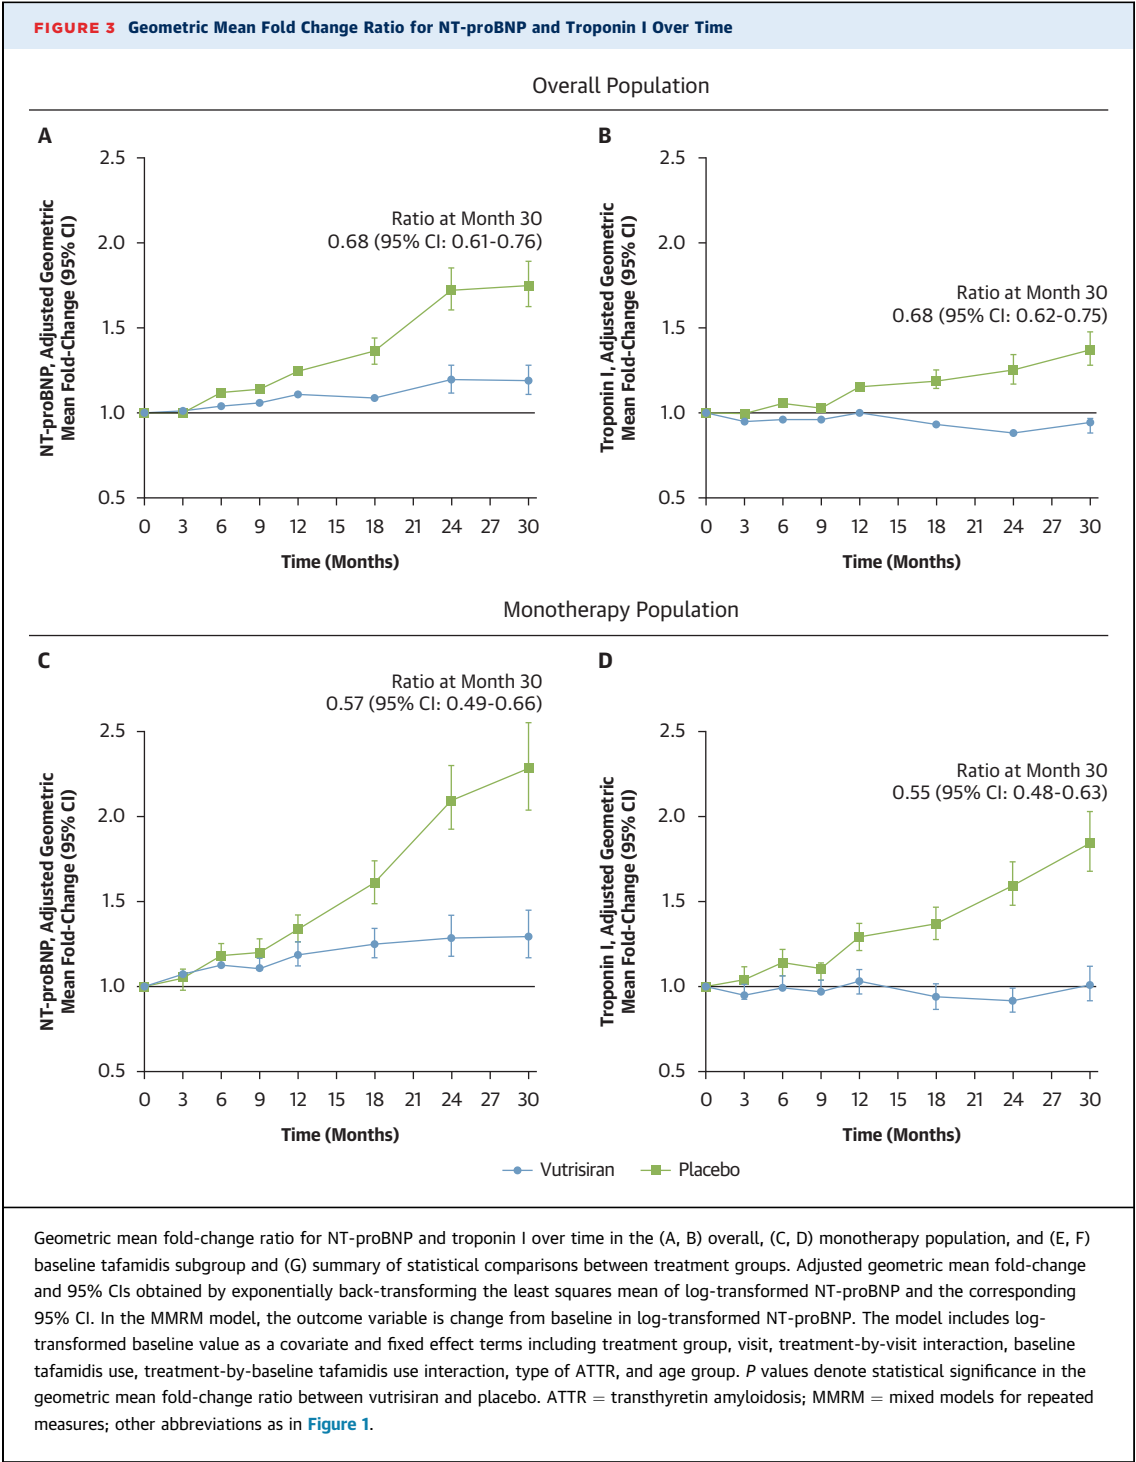 FIGURE 3 Geometric Mean Fold Change Ratio for NT-proBNP and Troponin I Over Time
Overall Population
A
NT-proBNP, Adjusted Geometric
Mean Fold-Change (95% CI)
2.5
2.0
1.5
1.0
0.5
Ratio at Month 30
0.68 (95% CI: 0.61-0.76)
0 3 6 9 12 15 18 21 24 27 30
Time (Months)
B
Troponin I, Adjusted Geometric
Mean Fold-Change (95% CI)
2.5
2.0
1.5
1.0
0.5
Ratio at Month 30
0.68 (95% CI: 0.62-0.75)
0 3 6 9 12 15 18 21 24 27 30
Time (Months)
Monotherapy Population
C
NT-proBNP, Adjusted Geometric
Mean Fold-Change (95% CI)
Ratio at Month 30
0.57 (95% CI: 0.49-0.66)
2.5
2.0
1.5
1.0
0.5
0 3 6 9 12 15 18 21 24 27 30
Time (Months)
D
Troponin I, Adjusted Geometric
Mean Fold-Change (95% CI)
2.5
2.0
1.5
1.0
0.5
Ratio at Month 30
0.55 (95% CI: 0.48-0.63)
0 3 6 9 12 15 18 21 24 27 30
Time (Months)
Vutrisiran Placebo
Geometric mean fold-change ratio for NT-proBNP and troponin I over time in the (A, B) overall, (C, D) monotherapy population, and (E, F)
baseline tafamidis subgroup and (G) summary of statistical comparisons between treatment groups. Adjusted geometric mean fold-change
and 95% CIs obtained by exponentially back-transforming the least squares mean of log-transformed NT-proBNP and the corresponding
95% CI. In the MMRM model, the outcome variable is change from baseline in log-transformed NT-proBNP. The model includes log-
transformed baseline value as a covariate and fixed effect terms including treatment group, visit, treatment-by-visit interaction, baseline
tafamidis use, treatment-by-baseline tafamidis use interaction, type of ATTR, and age group. P values denote statistical significance in the
geometric mean fold-change ratio between vutrisiran and placebo. ATTR = transthyretin amyloidosis; MMRM = mixed models for repeated
measures; other abbreviations as in Figure 1.